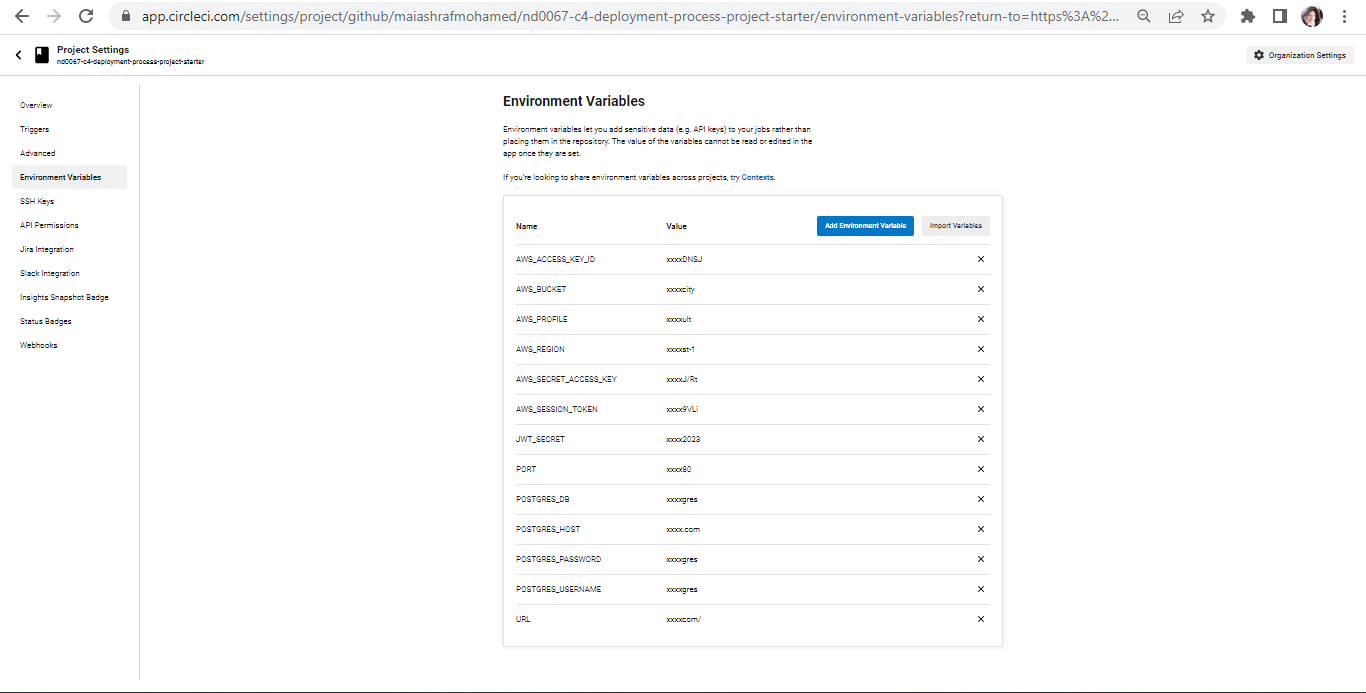 app.circleci.com/settings/project/github/maiashrafmohamed/nd0067-c4-deployment-process-project-starter/environment-variables?return-to=https%3A%2...
Project Settings
nd0067-c4-deployment-process-project-starter
Organization Settings
Overview
Triggers
Advanced
Environment Variables
SSH Keys
API Permissions
Jira Integration
Slack Integration
Insights Snapshot Badge
Status Badges
Webhooks
Environment Variables
Environment variables let you add sensitive data (e.g. API keys) to your jobs rather than
placing them in the repository. The value of the variables cannot be read or edited in the
app once they are set.
If you're looking to share environment variables across projects, try Contexts.
Name Value Add Environment Variable Import Variables
AWS_ACCESS_KEY_ID xxxxDNSJ
AWS_BUCKET xxxxcity
AWS_PROFILE xxxxult
AWS_REGION xxxxst-1
AWS_SECRET_ACCESS_KEY xxxxJ/Rt
AWS_SESSION_TOKEN xxxx9VLi
JWT_SECRET xxxx2023
PORT xxxx80
POSTGRES_DB xxxxgres
POSTGRES_HOST xxxx.com
POSTGRES_PASSWORD xxxxgres
POSTGRES_USERNAME xxxxgres
URL xxxxcom/